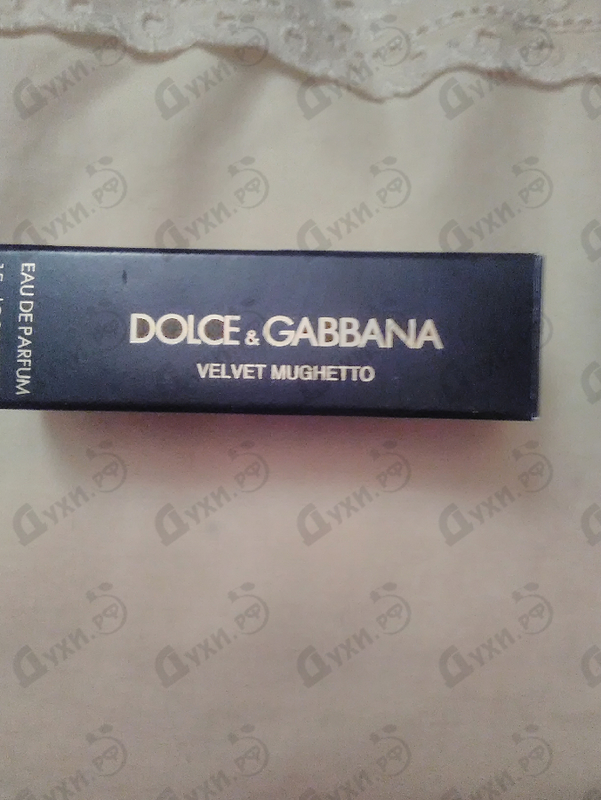 DOLCE & GABBANA
VELVET MUGHETTO
EAU DE PARFUM
Духи.рф